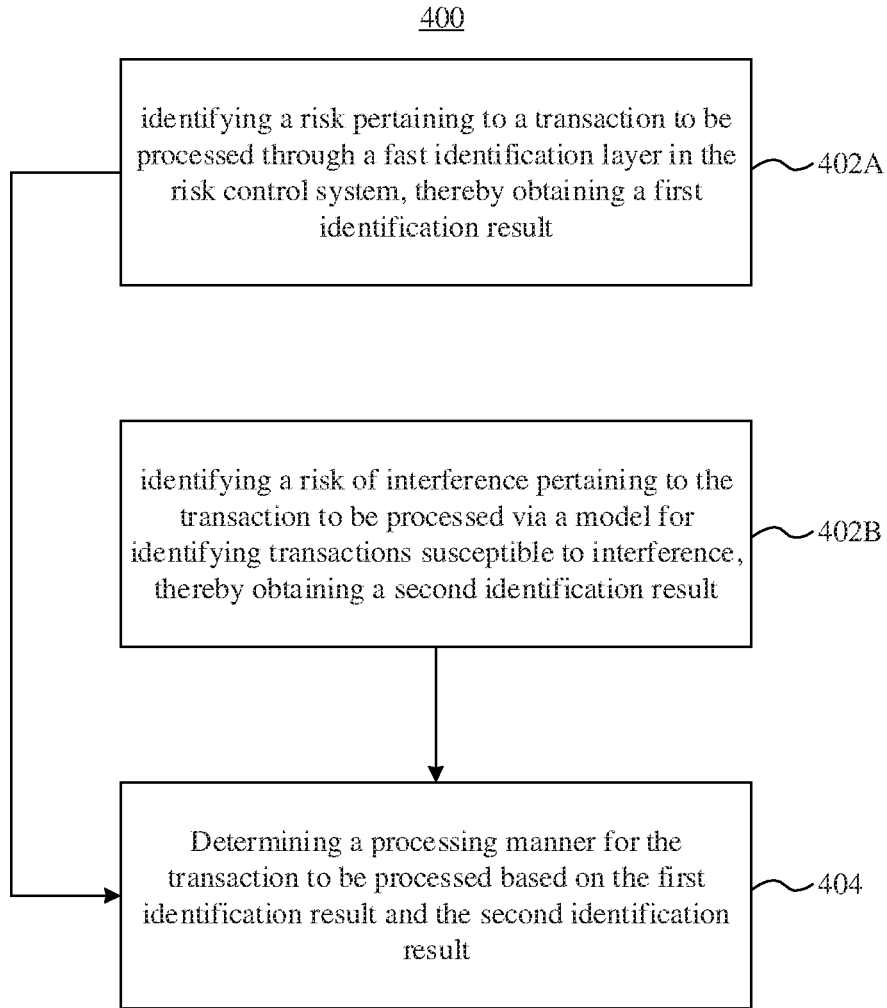 400
identifying a risk pertaining to a transaction to be
processed through a fast identification layer in the
risk control system, thereby obtaining a first
identification result
402A
identifying a risk of interference pertaining to the
transaction to be processed via a model for
identifying transactions susceptible to interference,
thereby obtaining a second identification result
402B
Determining a processing manner for the
transaction to be processed based on the first
identification result and the second identification
result
404